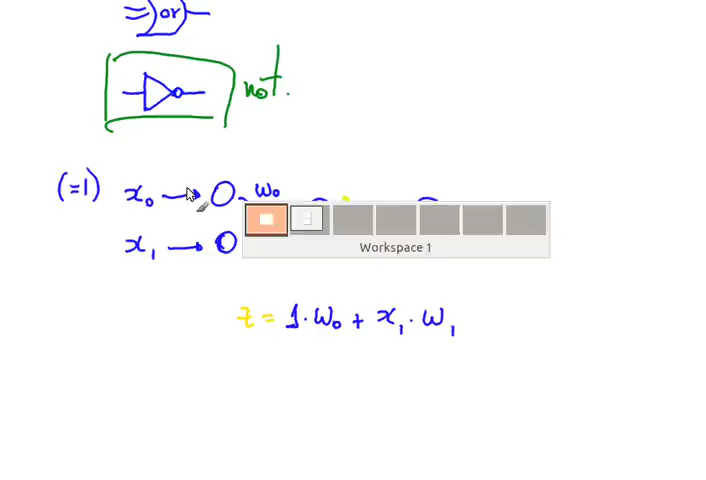 or
not.
(=1) x₀ → w₀
x₁ →
Workspace 1
z = 1·w₀ + x₁·w₁